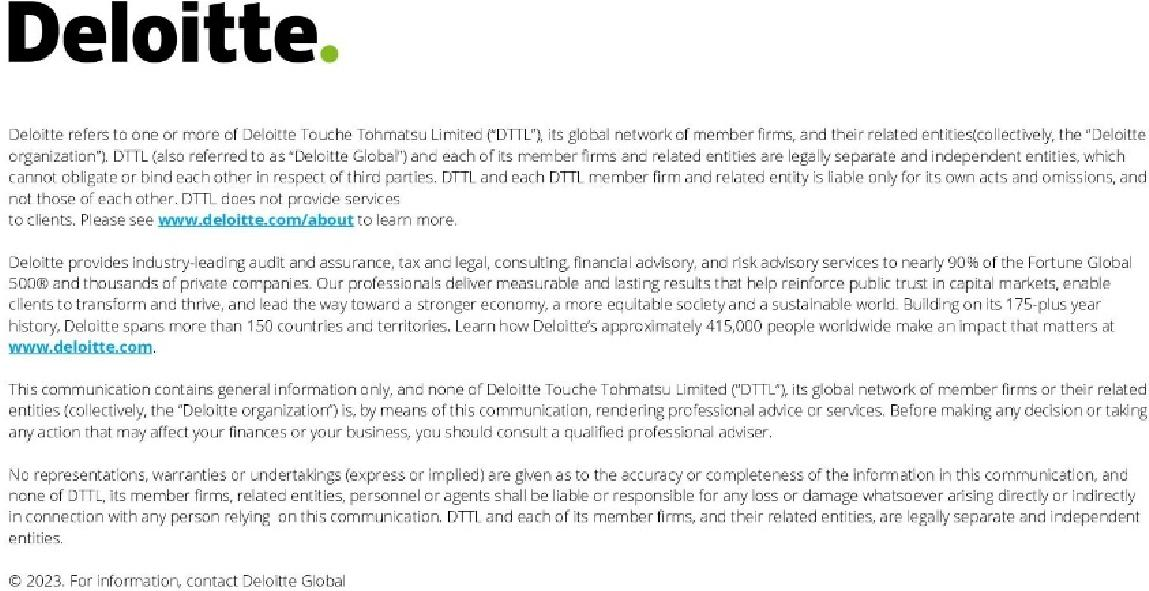 Deloitte.
Deloitte refers to one or more of Deloitte Touche Tohmatsu Limited (“DTTL”), its global network of member firms, and their related entities(collectively, the “Deloitte
organization”). DTTL (also referred to as “Deloitte Global”) and each of its member firms and related entities are legally separate and independent entities, which
cannot obligate or bind each other in respect of third parties. DTTL and each DTTL member firm and related entity is liable only for its own acts and omissions, and
not those of each other. DTTL does not provide services
to clients. Please see www.deloitte.com/about to learn more.
Deloitte provides industry-leading audit and assurance, tax and legal, consulting, financial advisory, and risk advisory services to nearly 90% of the Fortune Global
500® and thousands of private companies. Our professionals deliver measurable and lasting results that help reinforce public trust in capital markets, enable
clients to transform and thrive, and lead the way toward a stronger economy, a more equitable society and a sustainable world. Building on its 175-plus year
history, Deloitte spans more than 150 countries and territories. Learn how Deloitte’s approximately 415,000 people worldwide make an impact that matters at
www.deloitte.com.
This communication contains general information only, and none of Deloitte Touche Tohmatsu Limited (“DTTL”), its global network of member firms or their related
entities (collectively, the “Deloitte organization”) is, by means of this communication, rendering professional advice or services. Before making any decision or taking
any action that may affect your finances or your business, you should consult a qualified professional adviser.
No representations, warranties or undertakings (express or implied) are given as to the accuracy or completeness of the information in this communication, and
none of DTTL, its member firms, related entities, personnel or agents shall be liable or responsible for any loss or damage whatsoever arising directly or indirectly
in connection with any person relying on this communication. DTTL and each of its member firms, and their related entities, are legally separate and independent
entities.
© 2023. For information, contact Deloitte Global